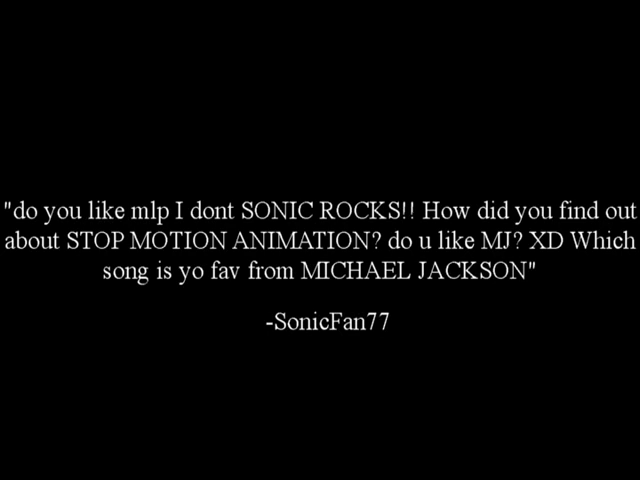 "do you like mlp I dont SONIC ROCKS!! How did you find out
about STOP MOTION ANIMATION? do u like MJ? XD Which
song is yo fav from MICHAEL JACKSON"
-SonicFan77